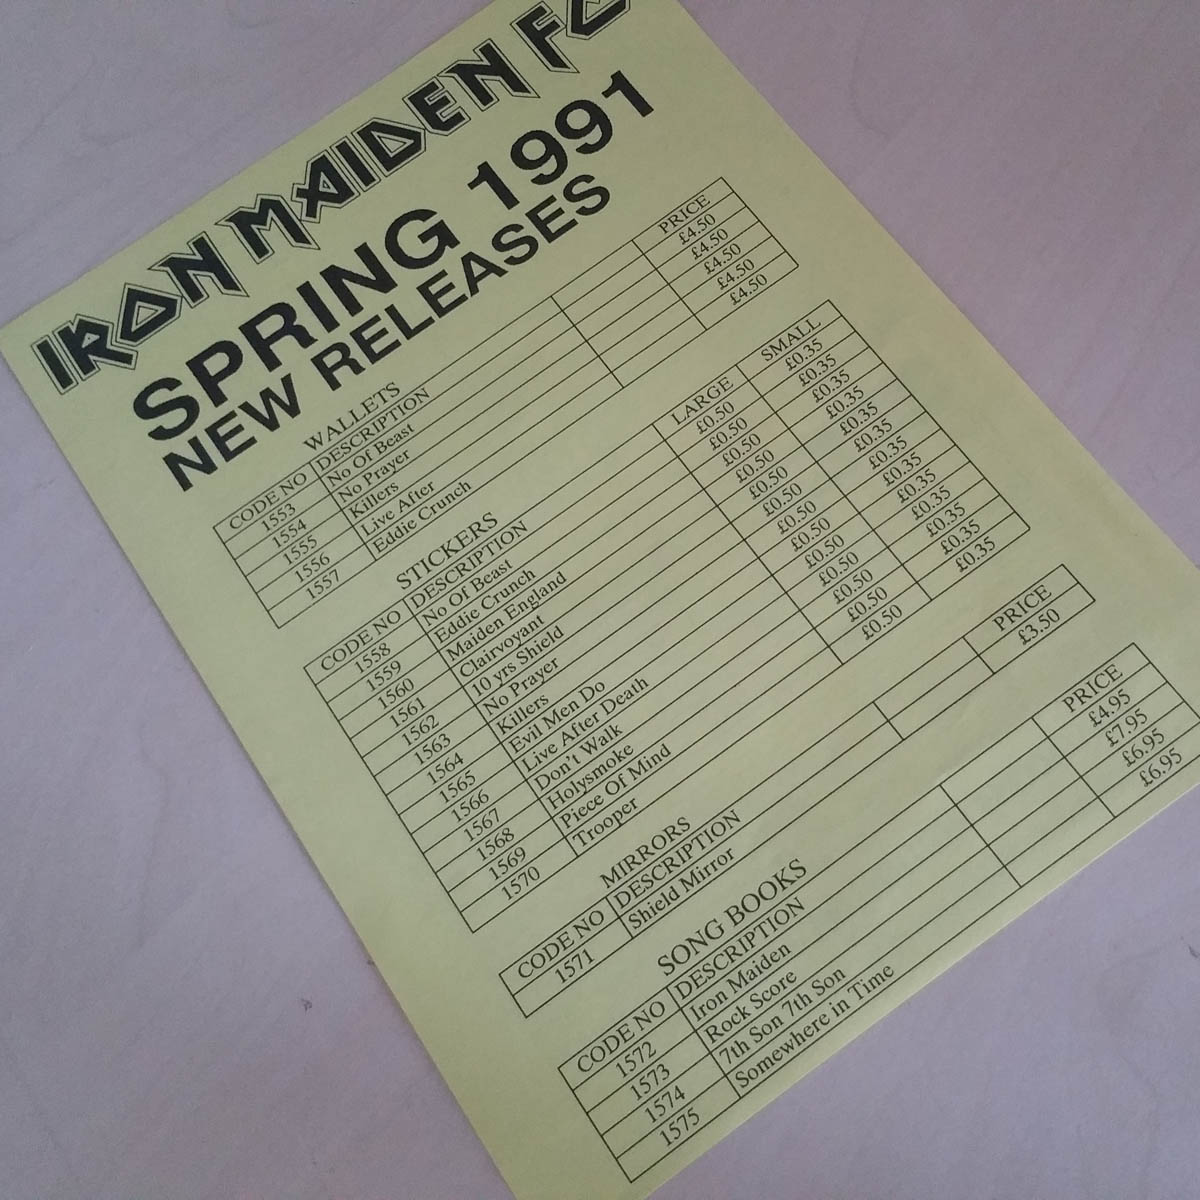 IRON MAIDEN FC
SPRING 1991
NEW RELEASES
WALLETS
CODE NO DESCRIPTION PRICE
1553 No Of Beast £4.50
1554 No Prayer £4.50
1555 Killers £4.50
1556 Live After £4.50
1557 Eddie Crunch £4.50
STICKERS
CODE NO DESCRIPTION LARGE SMALL
1558 No Of Beast £0.50 £0.35
1559 Eddie Crunch £0.50 £0.35
1560 Maiden England £0.50 £0.35
1561 Clairvoyant £0.50 £0.35
1562 10 yrs Shield £0.50 £0.35
1563 No Prayer £0.50 £0.35
1564 Killers £0.50 £0.35
1565 Evil Men Do £0.50 £0.35
1566 Live After Death £0.50 £0.35
1567 Don't Walk £0.50 £0.35
1568 Holysmoke £0.50 £0.35
1569 Piece Of Mind £0.50 £0.35
1570 Trooper £0.50 £0.35
MIRRORS
CODE NO DESCRIPTION PRICE
1571 Shield Mirror £3.50
SONG BOOKS
CODE NO DESCRIPTION PRICE
1572 Iron Maiden £4.95
1573 Rock Score £7.95
1574 7th Son 7th Son £6.95
1575 Somewhere in Time £6.95